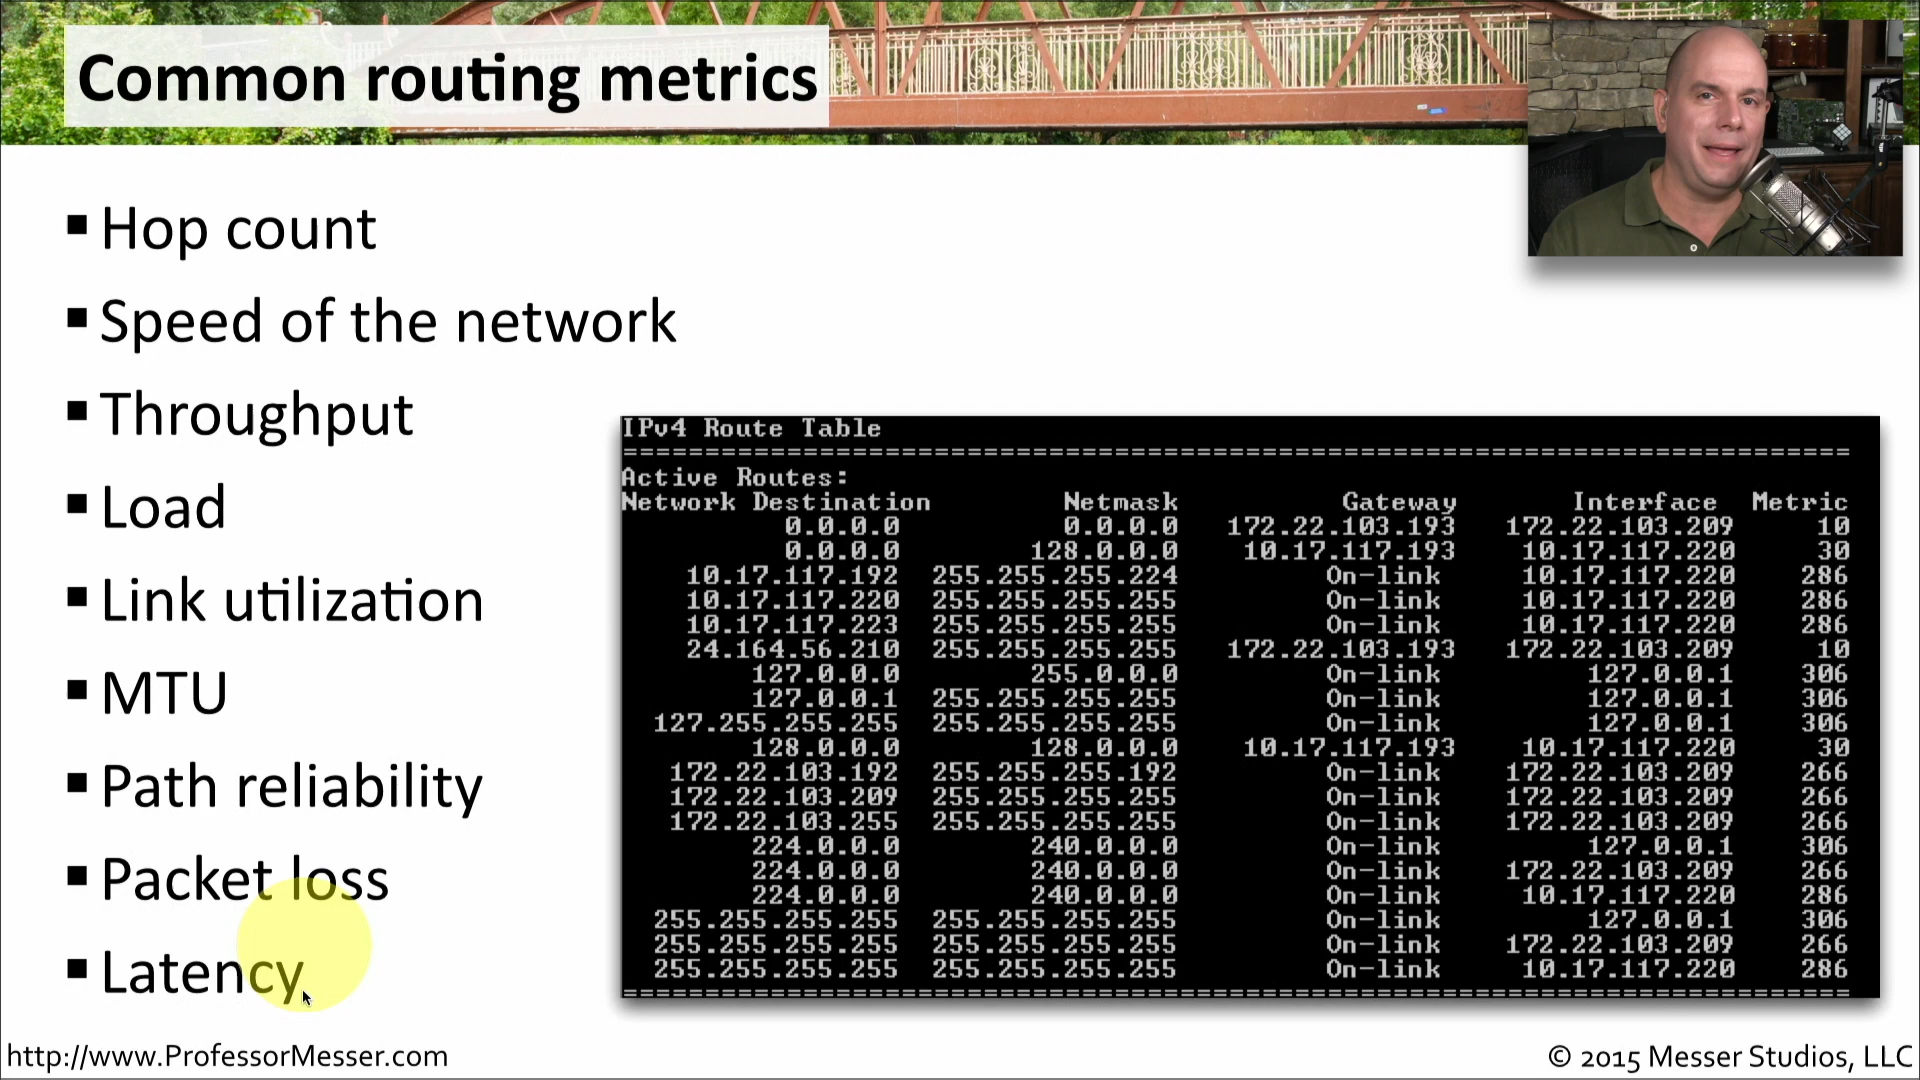 Common routing metrics
▪ Hop count
▪ Speed of the network
▪ Throughput
▪ Load
▪ Link utilization
▪ MTU
▪ Path reliability
▪ Packet loss
▪ Latency
IPv4 Route Table
===========================================================================
Active Routes:
Network Destination Netmask Gateway Interface Metric
0.0.0.0 0.0.0.0 172.22.103.193 172.22.103.209 10
0.0.0.0 128.0.0.0 10.17.117.193 10.17.117.220 30
10.17.117.192 255.255.255.224 On-link 10.17.117.220 286
10.17.117.220 255.255.255.255 On-link 10.17.117.220 286
10.17.117.223 255.255.255.255 On-link 10.17.117.220 286
24.164.56.210 255.255.255.255 172.22.103.193 172.22.103.209 10
127.0.0.0 255.0.0.0 On-link 127.0.0.1 306
127.0.0.1 255.255.255.255 On-link 127.0.0.1 306
127.255.255.255 255.255.255.255 On-link 127.0.0.1 306
128.0.0.0 128.0.0.0 10.17.117.193 10.17.117.220 30
172.22.103.192 255.255.255.192 On-link 172.22.103.209 266
172.22.103.209 255.255.255.255 On-link 172.22.103.209 266
172.22.103.255 255.255.255.255 On-link 172.22.103.209 266
224.0.0.0 240.0.0.0 On-link 127.0.0.1 306
224.0.0.0 240.0.0.0 On-link 172.22.103.209 266
224.0.0.0 240.0.0.0 On-link 10.17.117.220 286
255.255.255.255 255.255.255.255 On-link 127.0.0.1 306
255.255.255.255 255.255.255.255 On-link 172.22.103.209 266
255.255.255.255 255.255.255.255 On-link 10.17.117.220 286
===========================================================================
http://www.ProfessorMesser.com
© 2015 Messer Studios, LLC